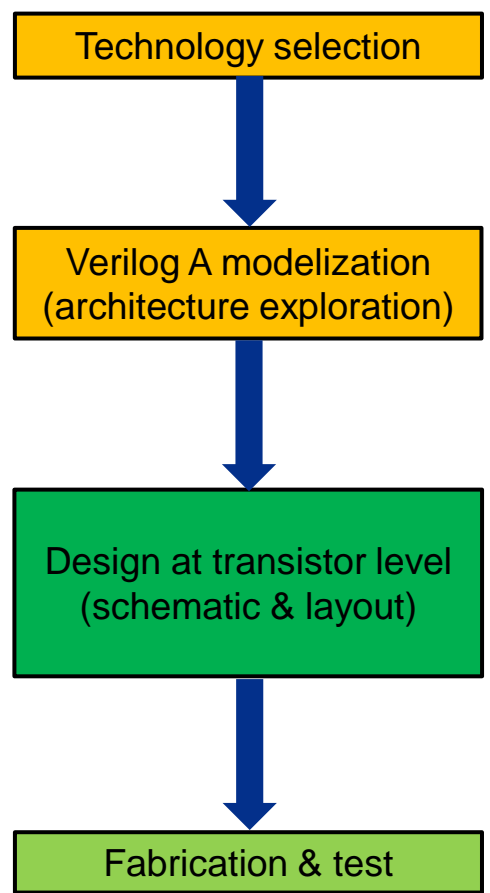 Technology selection
Verilog A modelization
(architecture exploration)
Design at transistor level
(schematic & layout)
Fabrication & test